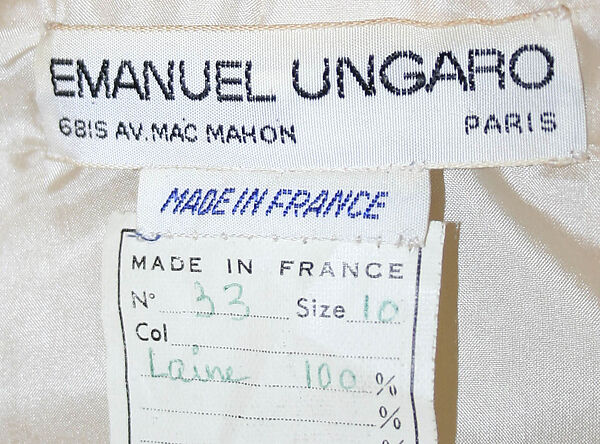 EMANUEL UNGARO
6BIS AV. MAC MAHON PARIS
MADE IN FRANCE
MADE IN FRANCE
N° 33 Size 10
Col
Laine 100 %
%
%